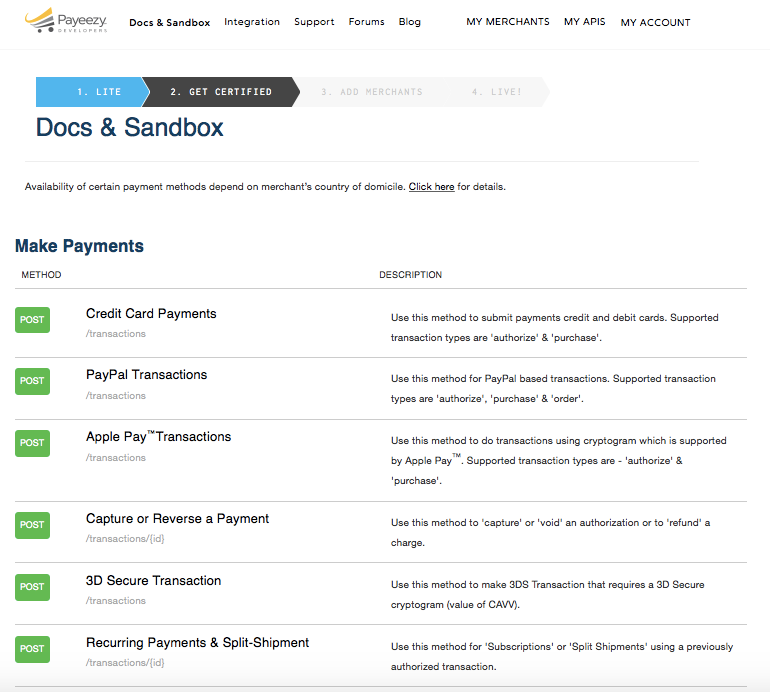 Payeezy
DEVELOPERS
Docs & Sandbox Integration Support Forums Blog MY MERCHANTS MY APIS MY ACCOUNT
1. LITE 2. GET CERTIFIED 3. ADD MERCHANTS 4. LIVE!
Docs & Sandbox
Availability of certain payment methods depend on merchant's country of domicile. Click here for details.
Make Payments
METHOD DESCRIPTION
POST
Credit Card Payments
/transactions
Use this method to submit payments credit and debit cards. Supported
transaction types are 'authorize' & 'purchase'.
POST
PayPal Transactions
/transactions
Use this method for PayPal based transactions. Supported transaction
types are 'authorize', 'purchase' & 'order'.
POST
Apple Pay™Transactions
/transactions
Use this method to do transactions using cryptogram which is supported
by Apple Pay™. Supported transaction types are - 'authorize' &
'purchase'.
POST
Capture or Reverse a Payment
/transactions/{id}
Use this method to 'capture' or 'void' an authorization or to 'refund' a
charge.
POST
3D Secure Transaction
/transactions
Use this method to make 3DS Transaction that requires a 3D Secure
cryptogram (value of CAVV).
POST
Recurring Payments & Split-Shipment
/transactions/{id}
Use this method for 'Subscriptions' or 'Split Shipments' using a previously
authorized transaction.